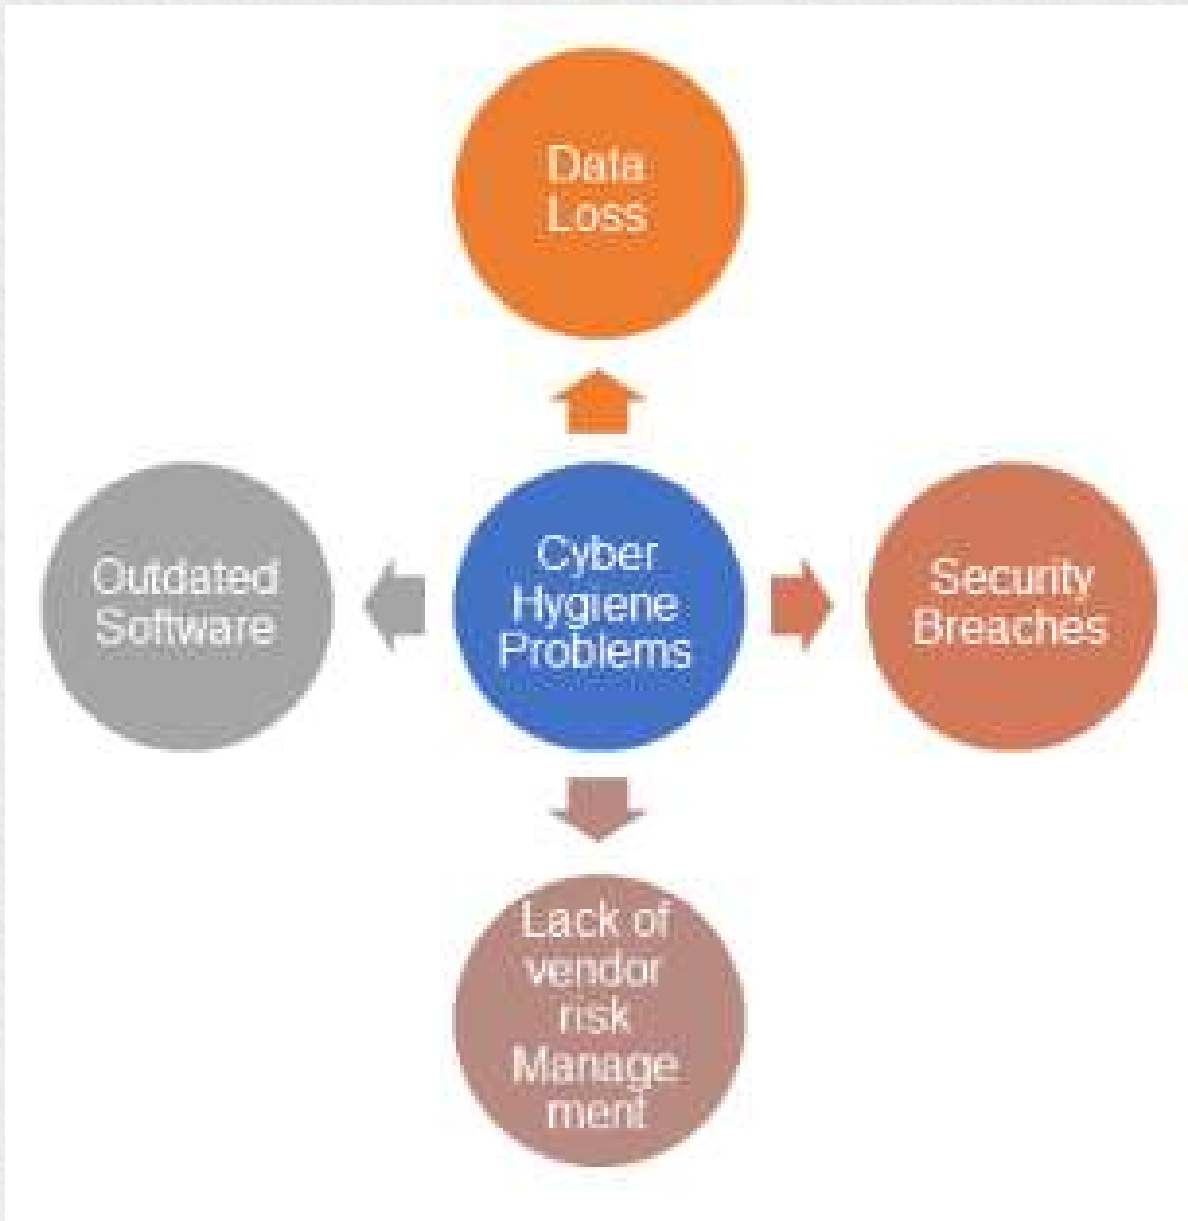 Data
Loss
Outdated
Software
Cyber
Hygiene
Problems
Security
Breaches
Lack of
vendor
risk
Manage
ment